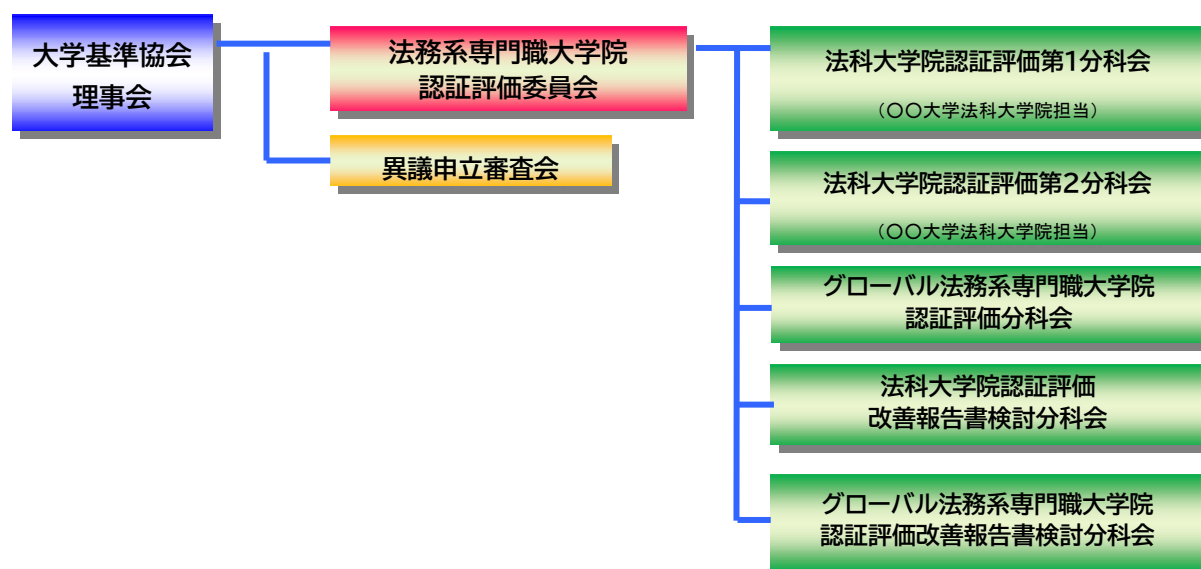 大学基準協会
理事会
法務系専門職大学院
認証評価委員会
異議申立審査会
法科大学院認証評価第1分科会
（〇〇大学法科大学院担当）
法科大学院認証評価第2分科会
（〇〇大学法科大学院担当）
グローバル法務系専門職大学院
認証評価分科会
法科大学院認証評価
改善報告書検討分科会
グローバル法務系専門職大学院
認証評価改善報告書検討分科会